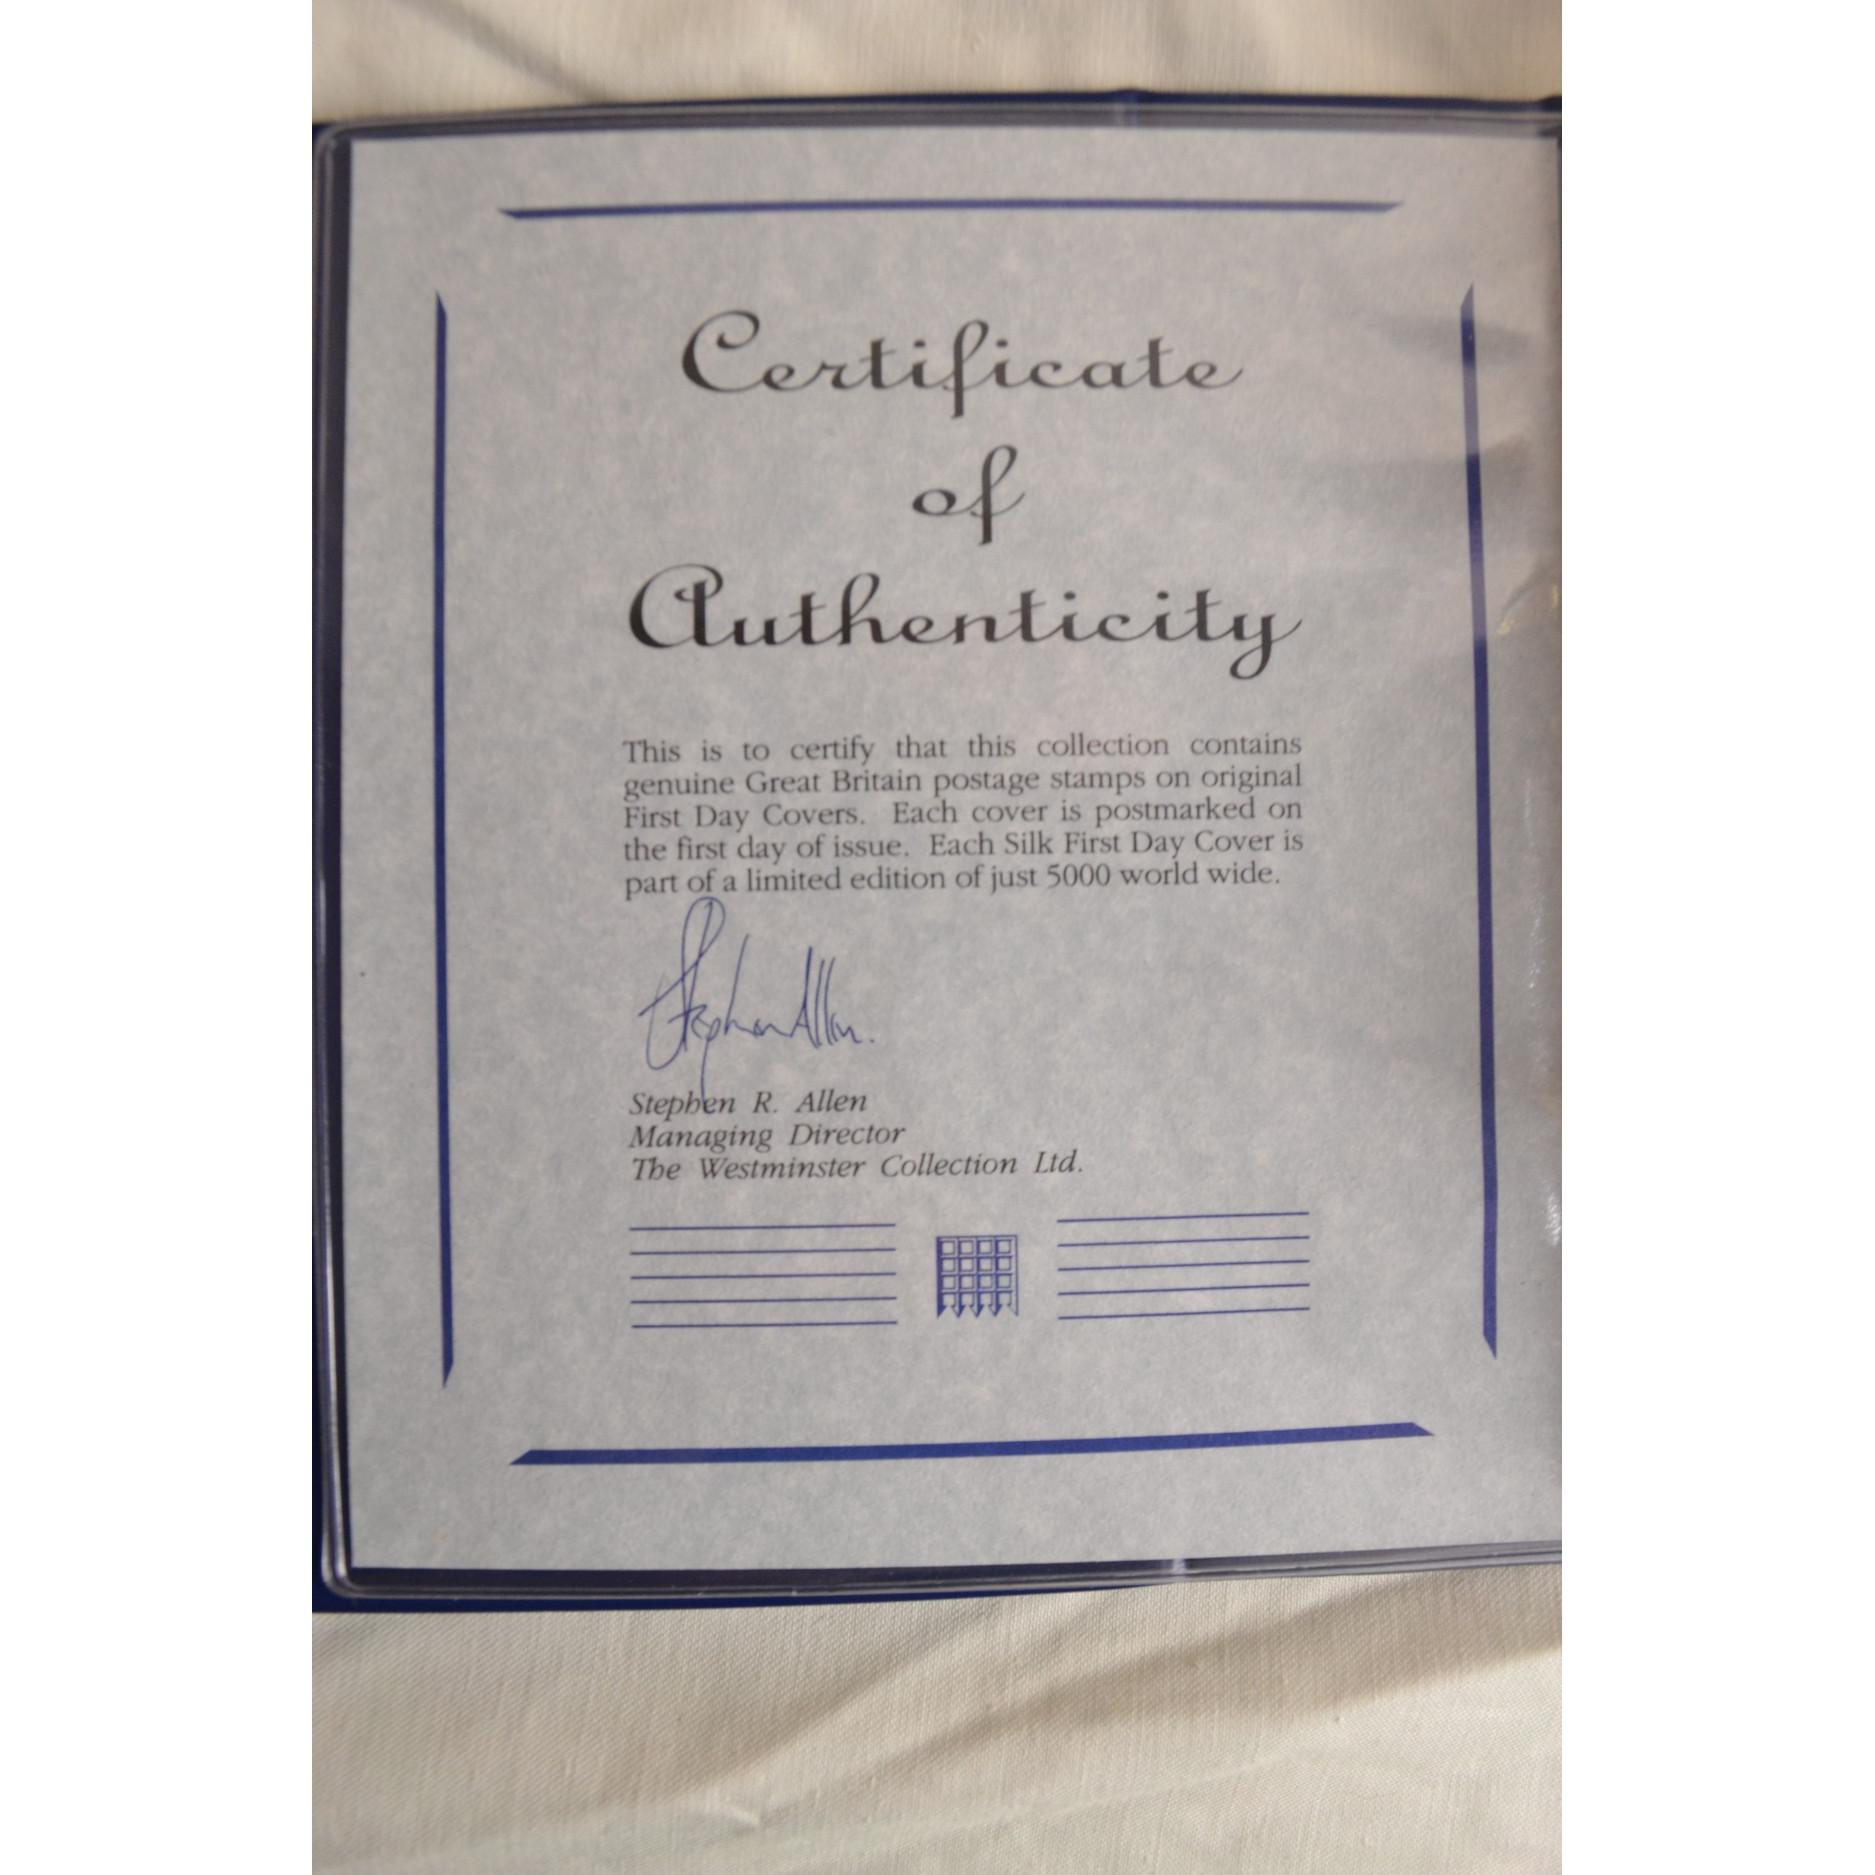 Certificate
of
Authenticity
This is to certify that this collection contains
genuine Great Britain postage stamps on original
First Day Covers. Each cover is postmarked on
the first day of issue. Each Silk First Day Cover is
part of a limited edition of just 5000 world wide.
Stephen Allen.
Stephen R. Allen
Managing Director
The Westminster Collection Ltd.